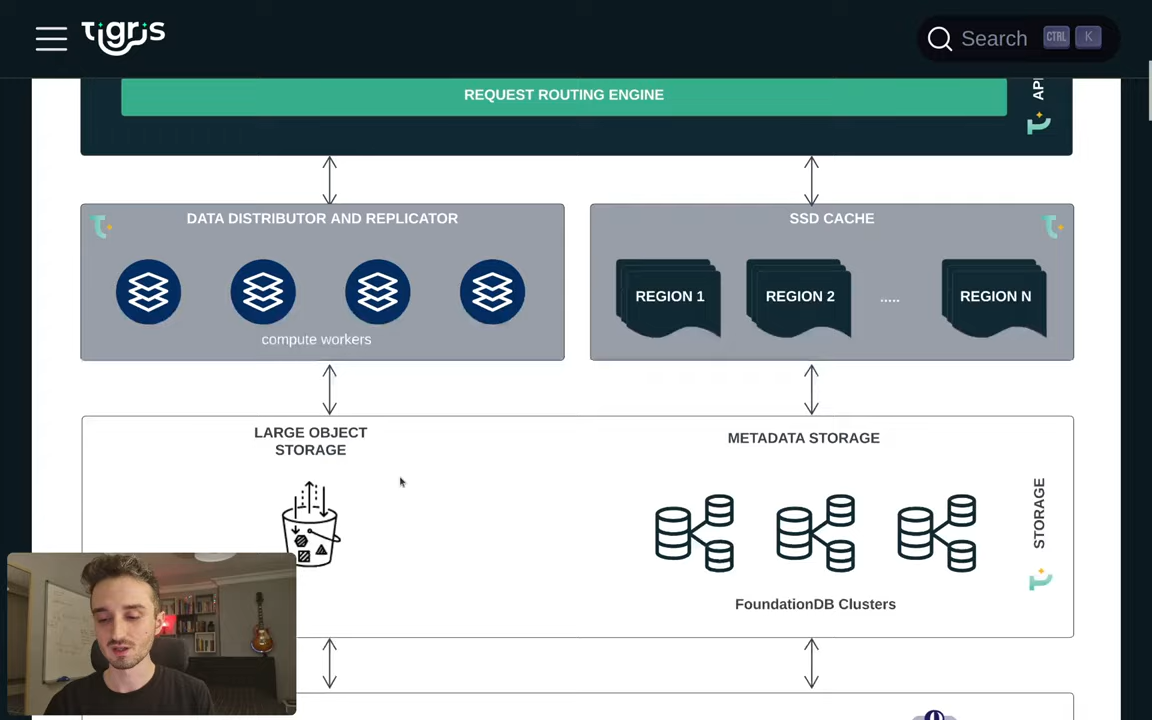 Tigris
Search CTRL K
REQUEST ROUTING ENGINE
API
DATA DISTRIBUTOR AND REPLICATOR
compute workers
SSD CACHE
REGION 1
REGION 2
.....
REGION N
LARGE OBJECT
STORAGE
METADATA STORAGE
FoundationDB Clusters
STORAGE